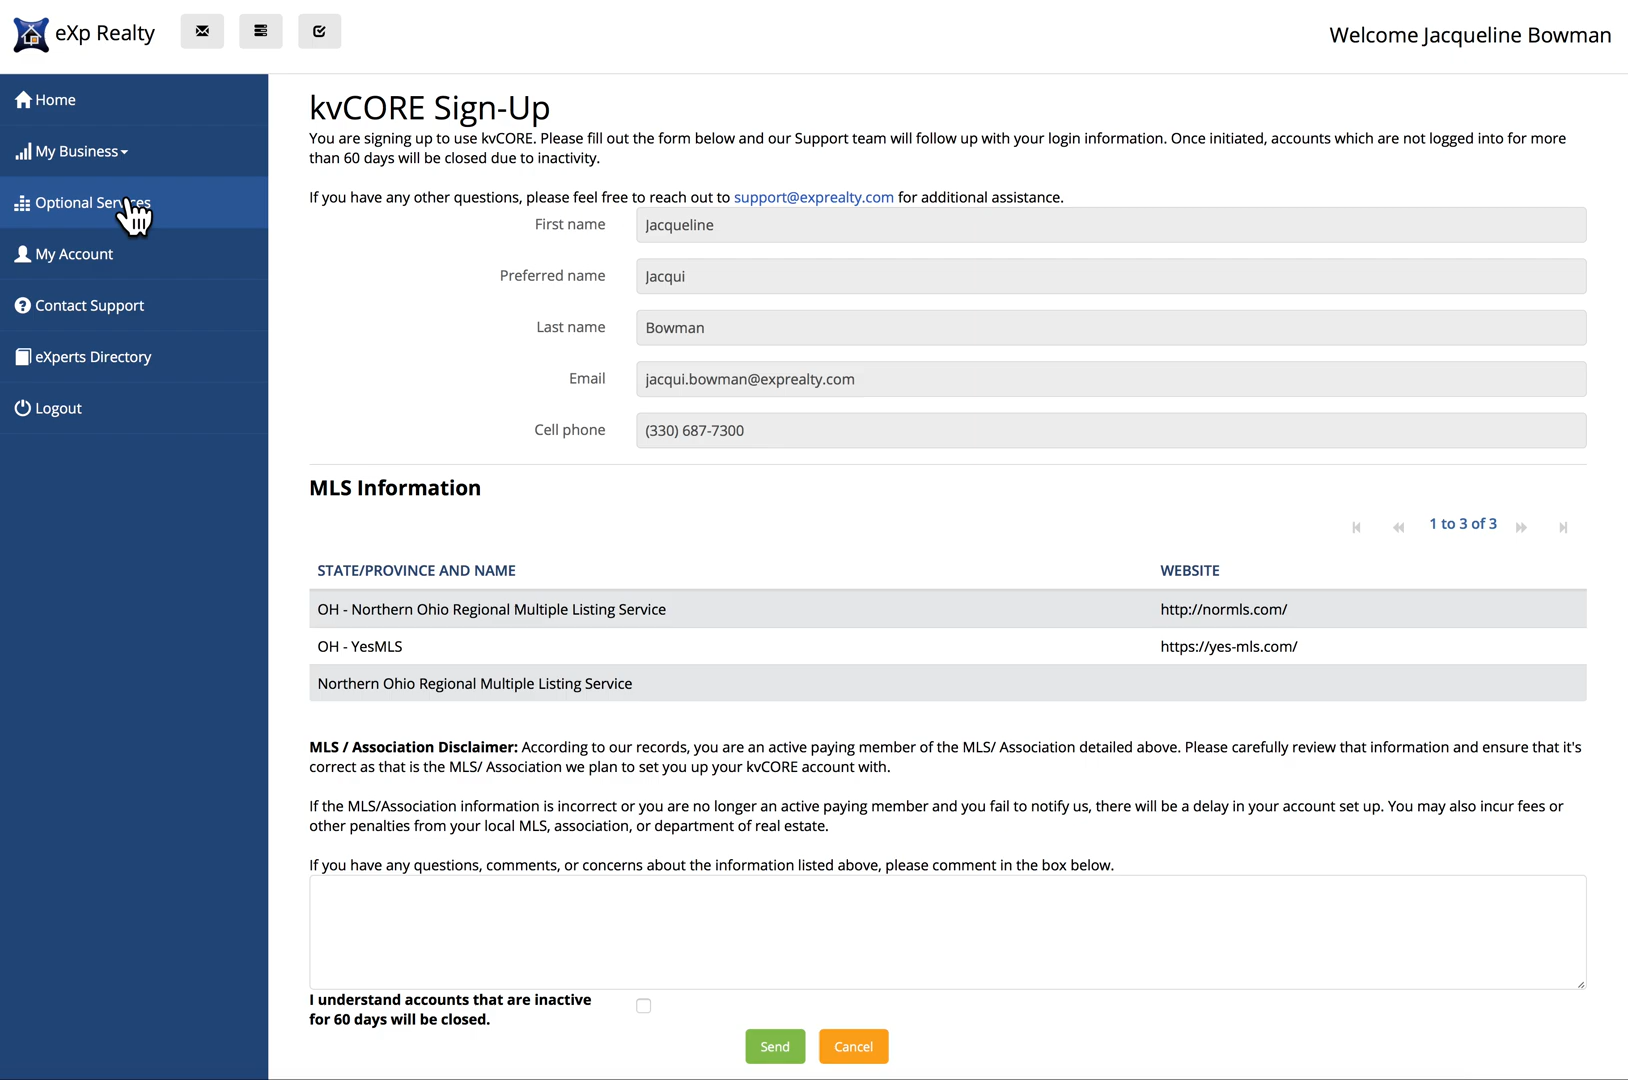 eXp Realty
Welcome Jacqueline Bowman
Home
My Business
Optional Services
My Account
Contact Support
eXperts Directory
Logout
kvCORE Sign-Up
You are signing up to use kvCORE. Please fill out the form below and our Support team will follow up with your login information. Once initiated, accounts which are not logged into for more
than 60 days will be closed due to inactivity.
If you have any other questions, please feel free to reach out to support@exprealty.com for additional assistance.
First name Jacqueline
Preferred name Jacqui
Last name Bowman
Email jacqui.bowman@exprealty.com
Cell phone (330) 687-7300
MLS Information
1 to 3 of 3
STATE/PROVINCE AND NAME WEBSITE
OH - Northern Ohio Regional Multiple Listing Service http://normls.com/
OH - YesMLS https://yes-mls.com/
Northern Ohio Regional Multiple Listing Service
MLS / Association Disclaimer: According to our records, you are an active paying member of the MLS/ Association detailed above. Please carefully review that information and ensure that it's
correct as that is the MLS/ Association we plan to set you up your kvCORE account with.
If the MLS/Association information is incorrect or you are no longer an active paying member and you fail to notify us, there will be a delay in your account set up. You may also incur fees or
other penalties from your local MLS, association, or department of real estate.
If you have any questions, comments, or concerns about the information listed above, please comment in the box below.
I understand accounts that are inactive
for 60 days will be closed.
Send Cancel